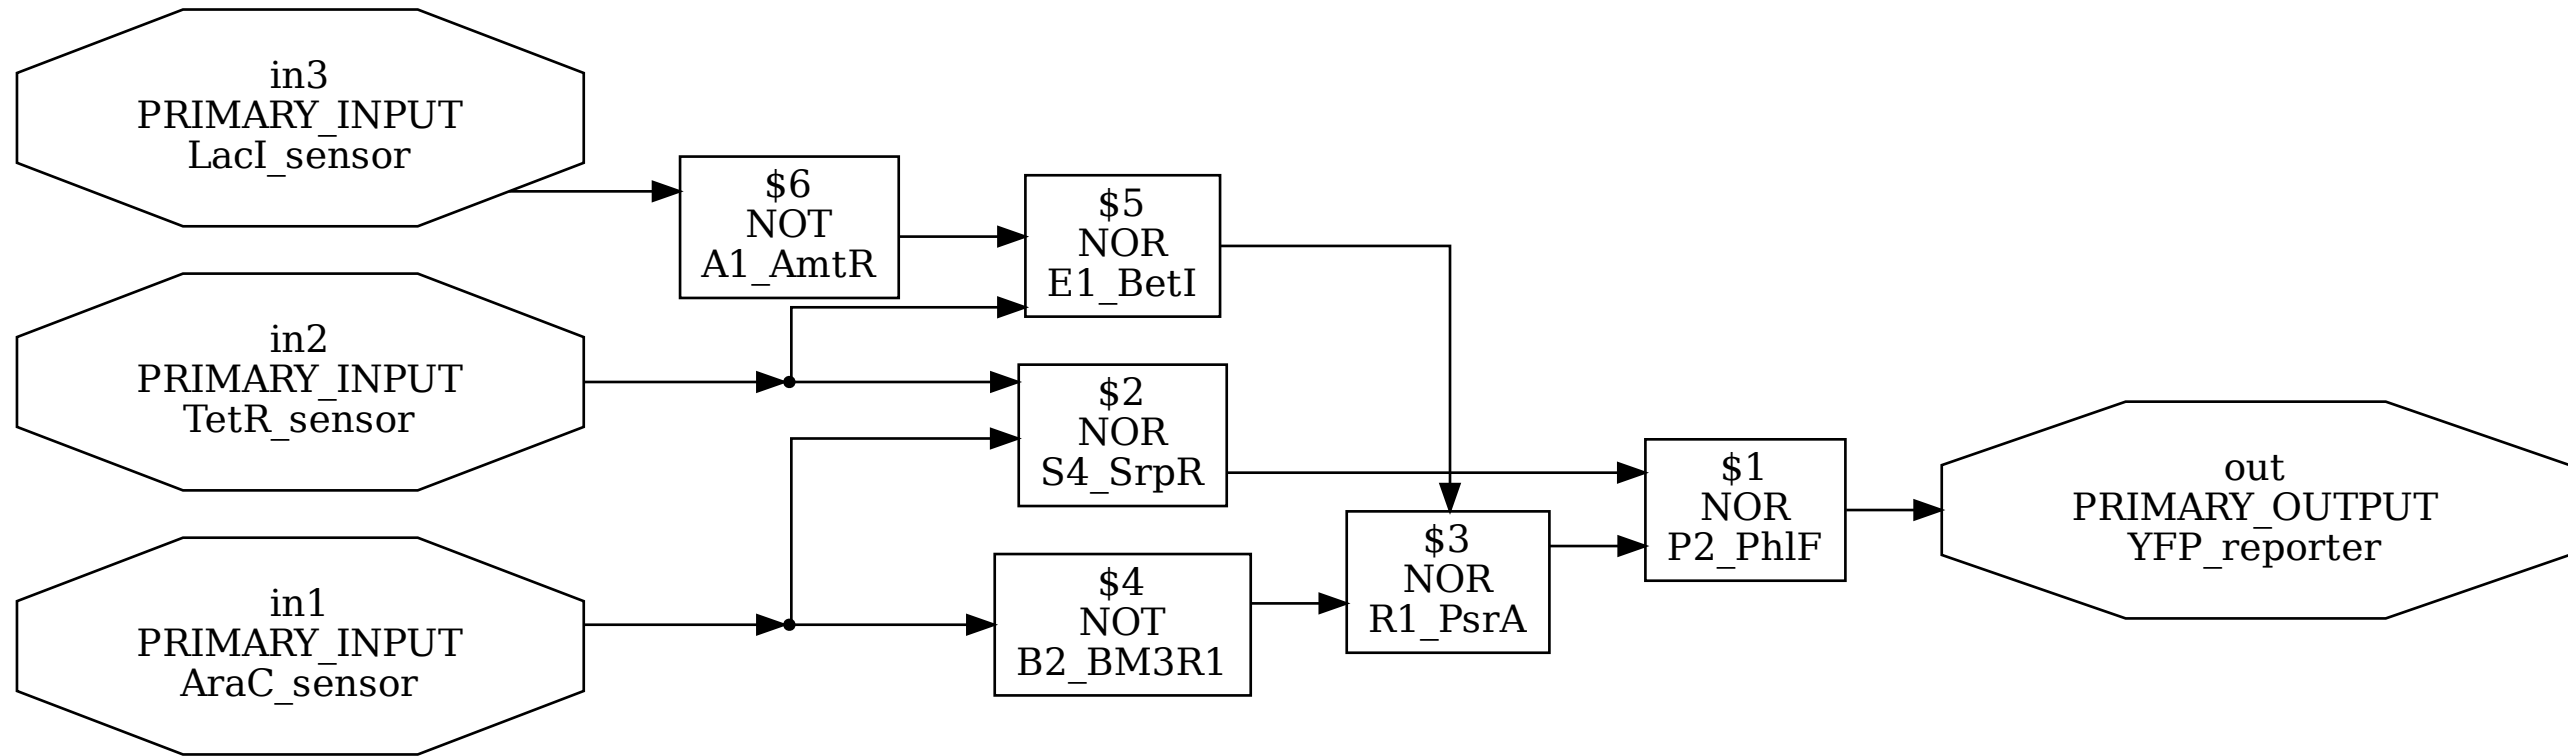 in3
PRIMARY_INPUT
LacI_sensor
$6
NOT
A1_AmtR
$5
NOR
E1_BetI
in2
PRIMARY_INPUT
TetR_sensor
$2
NOR
S4_SrpR
in1
PRIMARY_INPUT
AraC_sensor
$4
NOT
B2_BM3R1
$3
NOR
R1_PsrA
$1
NOR
P2_PhlF
out
PRIMARY_OUTPUT
YFP_reporter